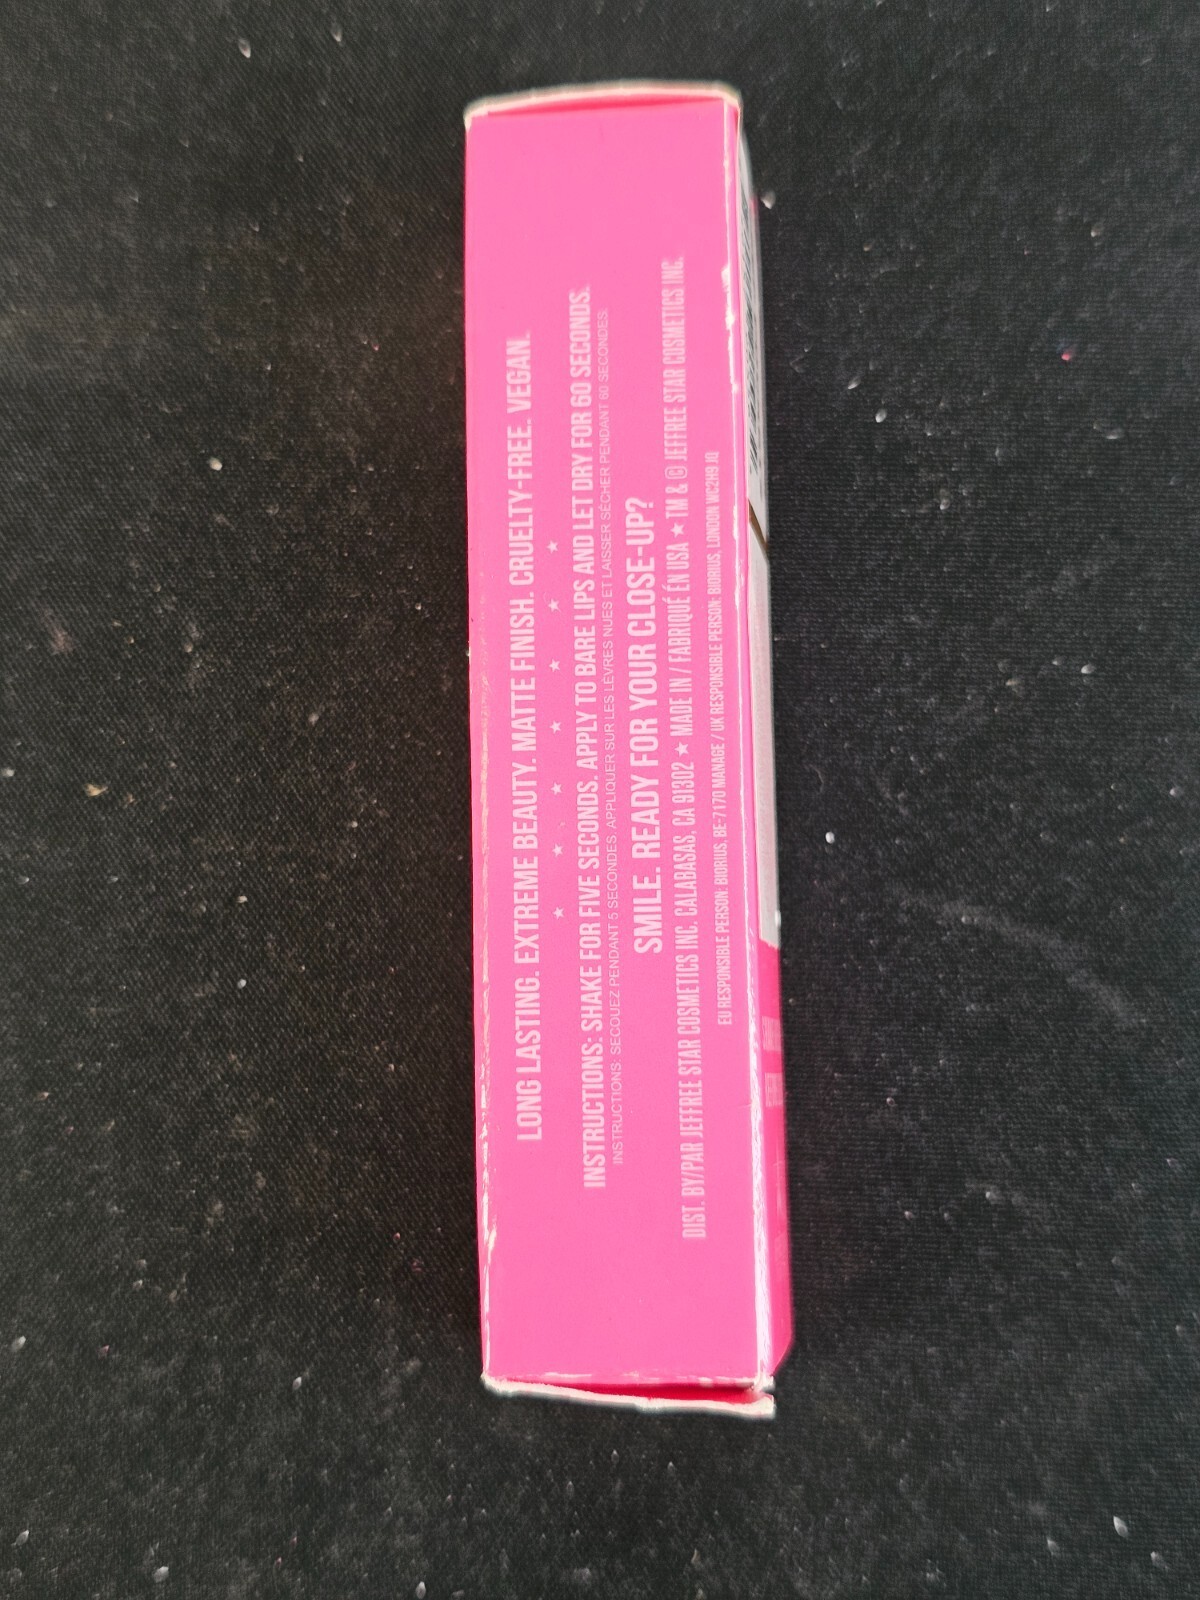 LONG LASTING. EXTREME BEAUTY. MATTE FINISH. CRUELTY-FREE. VEGAN.
INSTRUCTIONS: SHAKE FOR FIVE SECONDS. APPLY TO BARE LIPS AND LET DRY FOR 60 SECONDS.
INSTRUCTIONS: SECOUEZ PENDANT 5 SECONDES. APPLIQUER SUR LES LÈVRES NUES ET LAISSER SÉCHER PENDANT 60 SECONDES.
SMILE. READY FOR YOUR CLOSE-UP?
DIST. BY/PAR JEFFREE STAR COSMETICS INC. CALABASAS, CA 91302 ★ MADE IN / FABRIQUÉ EN USA ★ TM & © JEFFREE STAR COSMETICS INC.
EU RESPONSIBLE PERSON: BIORIUS, BE-7170 MANAGE / UK RESPONSIBLE PERSON: BIORIUS, LONDON WC2H9 JQ